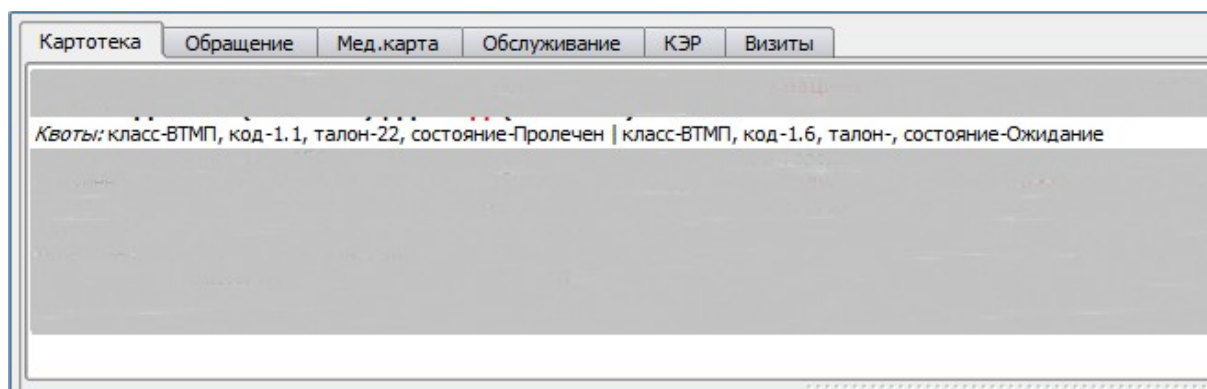 Картотека Обращение Мед.карта Обслуживание КЭР Визиты
Квоты: класс-ВТМП, код-1.1, талон-22, состояние-Пролечен | класс-ВТМП, код-1.6, талон-, состояние-Ожидание